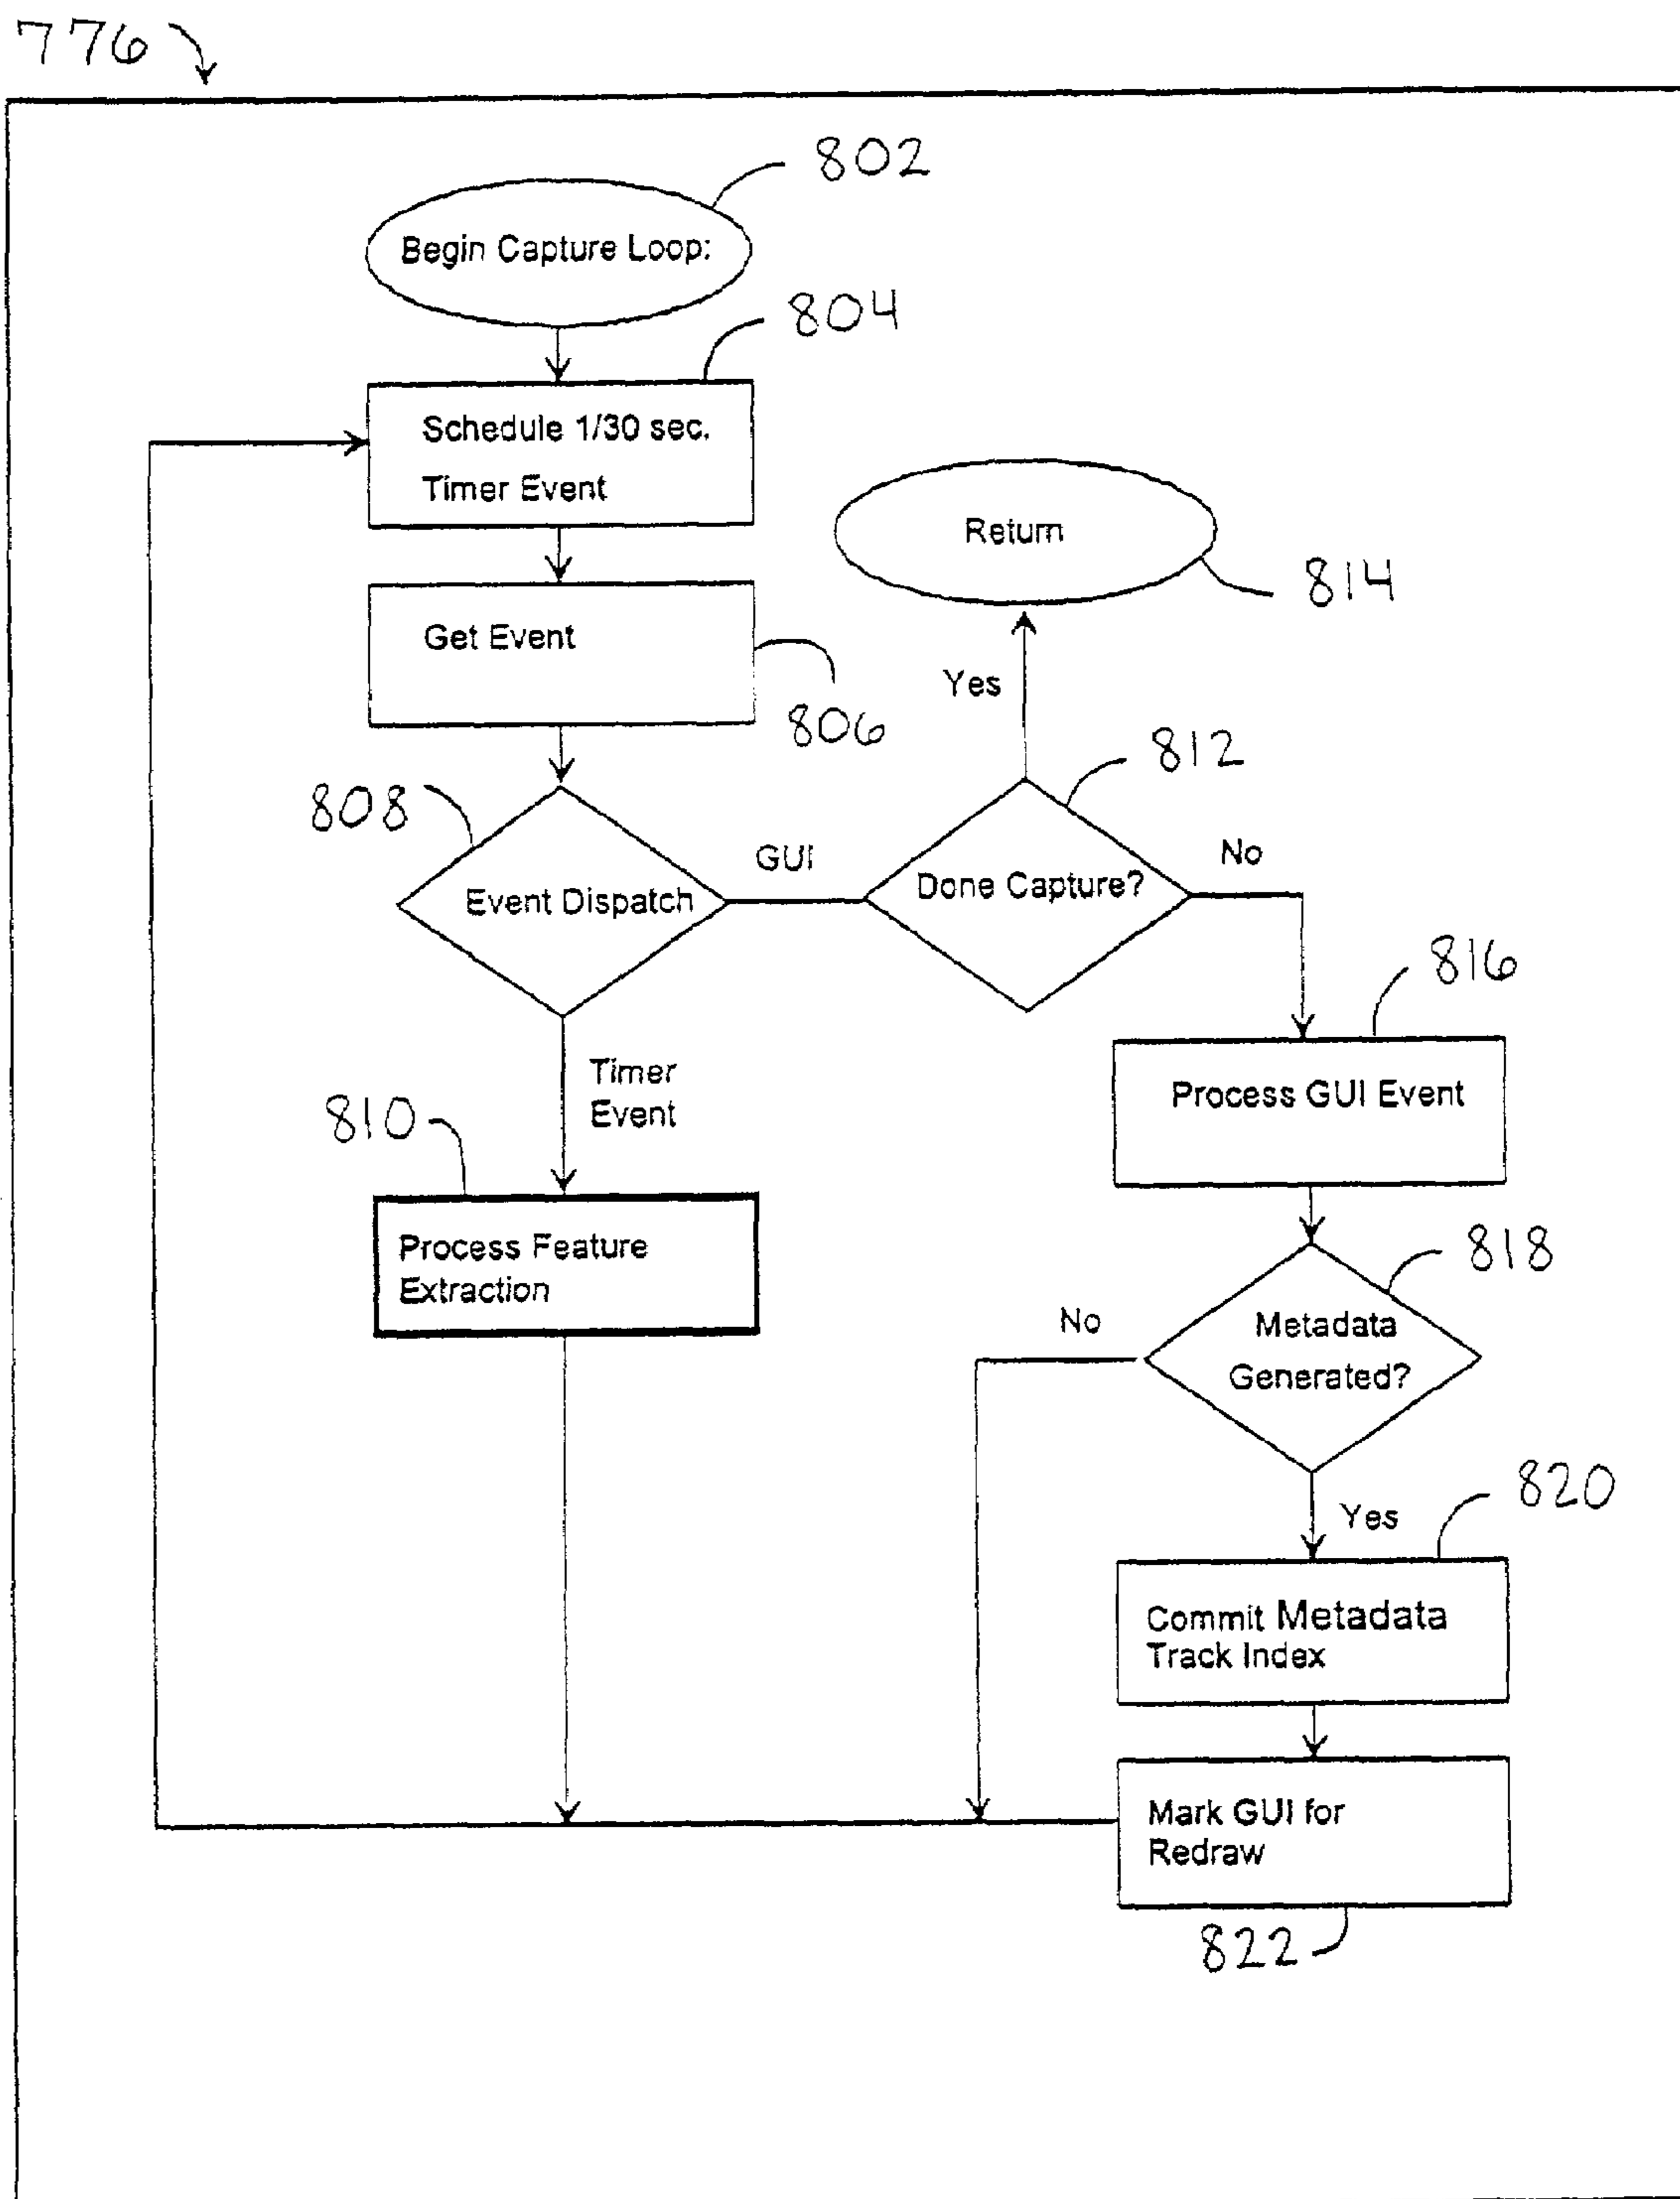 776
802
Begin Capture Loop:
804
Schedule 1/30 sec.
Timer Event
Return
814
Get Event
806
Yes
812
808
GUI
No
Event Dispatch
Done Capture?
816
Timer
Event
Process GUI Event
810
Process Feature
Extraction
818
No
Metadata
Generated?
820
Yes
Commit Metadata
Track Index
Mark GUI for
Redraw
822